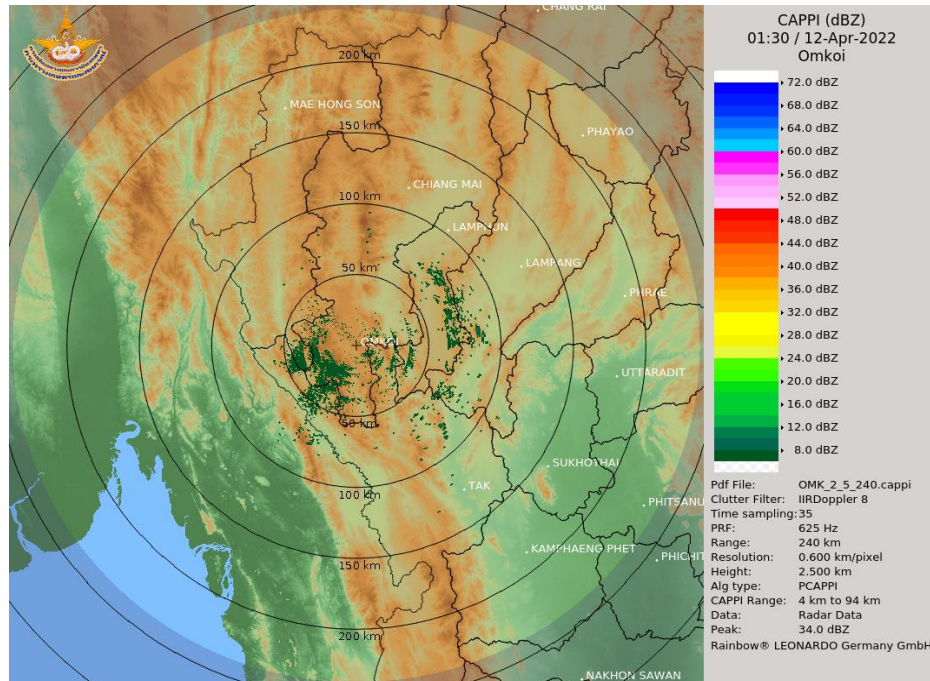 CHANG RAI
200 km
MAE HONG SON
150 km
PHAYAO
CHIANG MAI
100 km
LAMPHUN
LAMPANG
50 km
PHRAE
OMKOI
UTTARADIT
50 km
SUKHOTHAI
TAK
100 km
PHITSANU
KAMPHAENG PHET
PHICHIT
150 km
200 km
NAKHON SAWAN
CAPPI (dBZ)
01:30 / 12-Apr-2022
Omkoi
72.0 dBZ
68.0 dBZ
64.0 dBZ
60.0 dBZ
56.0 dBZ
52.0 dBZ
48.0 dBZ
44.0 dBZ
40.0 dBZ
36.0 dBZ
32.0 dBZ
28.0 dBZ
24.0 dBZ
20.0 dBZ
16.0 dBZ
12.0 dBZ
8.0 dBZ
Pdf File: OMK_2_5_240.cappi
Clutter Filter: IIRDoppler 8
Time sampling:35
PRF: 625 Hz
Range: 240 km
Resolution: 0.600 km/pixel
Height: 2.500 km
Alg type: PCAPPI
CAPPI Range: 4 km to 94 km
Data: Radar Data
Peak: 34.0 dBZ
Rainbow® LEONARDO Germany GmbH